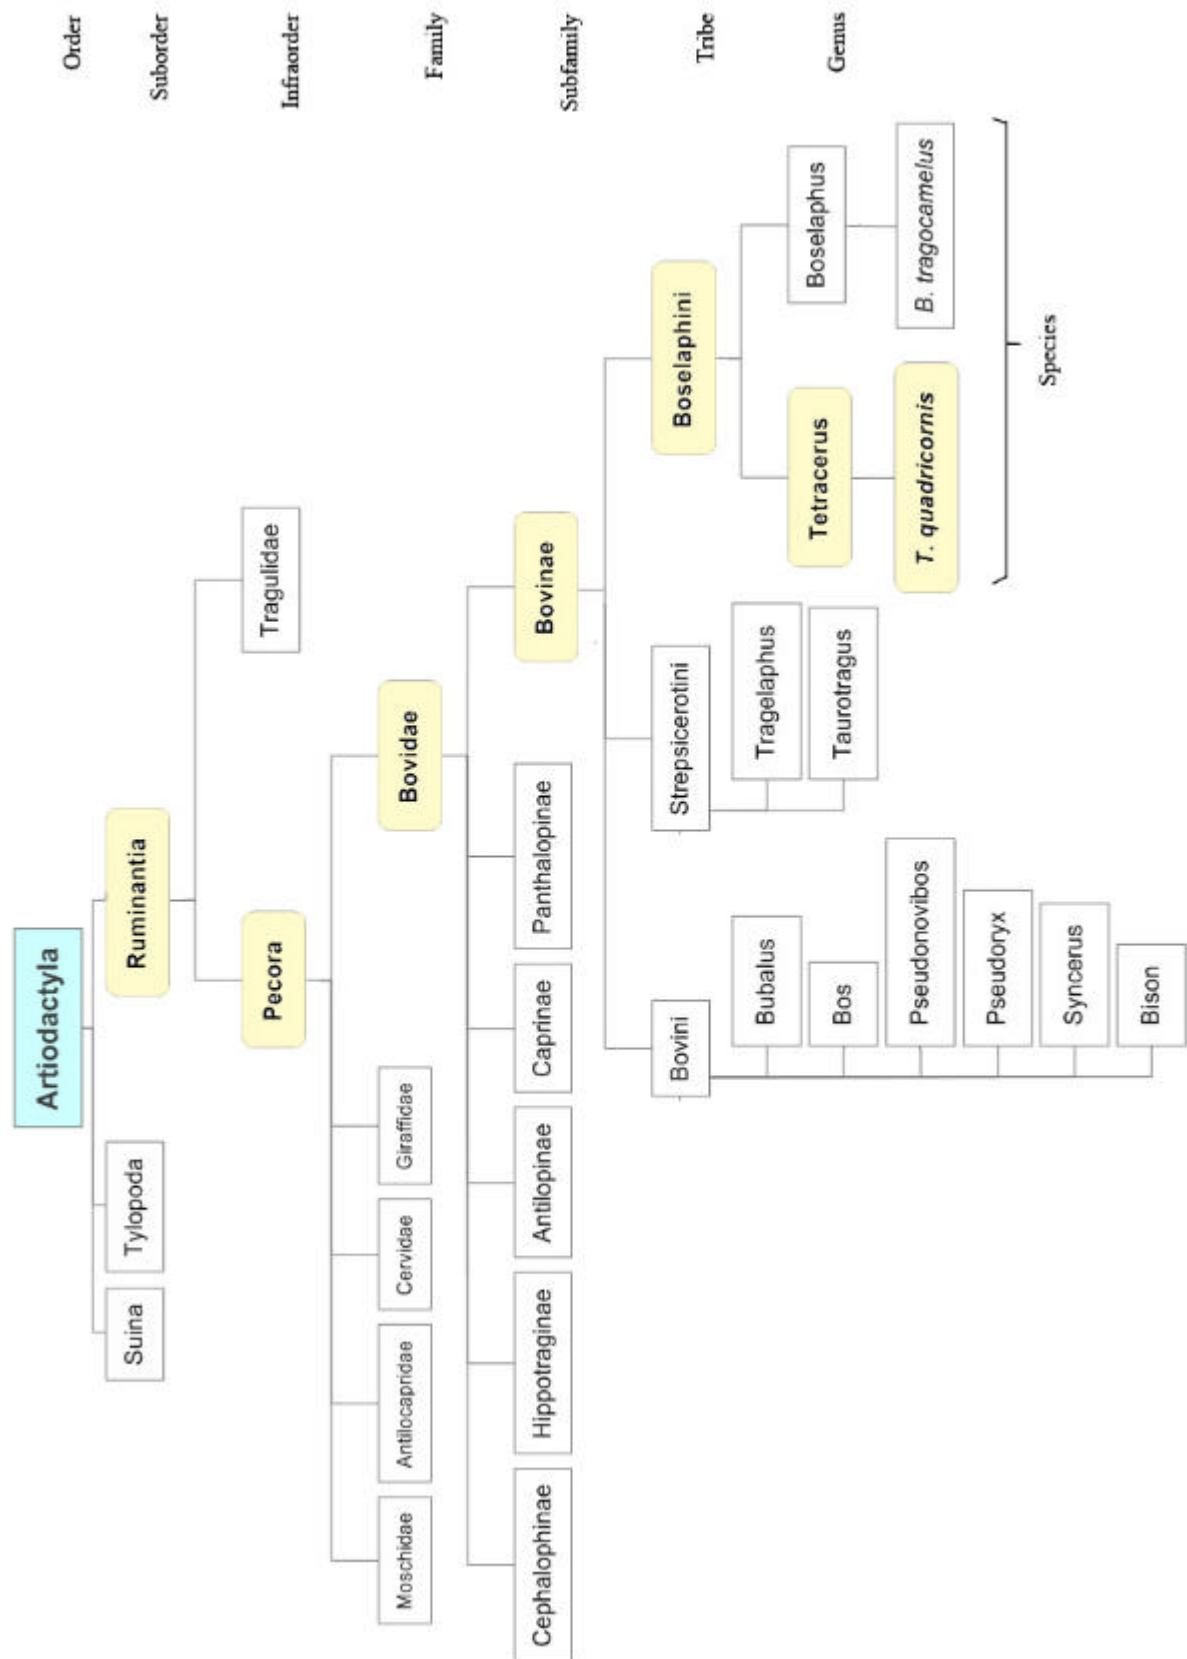 Order
Suborder
Infraorder
Family
Subfamily
Tribe
Genus
Artiodactyla
Suina
Tylopoda
Ruminantia
Pecora
Tragulidae
Moschidae
Antilocapridae
Cervidae
Giraffidae
Bovidae
Cephalophinae
Hippotraginae
Antilopinae
Caprinae
Panthalopinae
Bovinae
Bovini
Strepsicerotini
Boselaphini
Bubalus
Bos
Pseudonovibos
Pseudoryx
Syncerus
Bison
Tragelaphus
Taurotragus
Tetracerus
Boselaphus
T. quadricornis
B. tragocamelus
Species